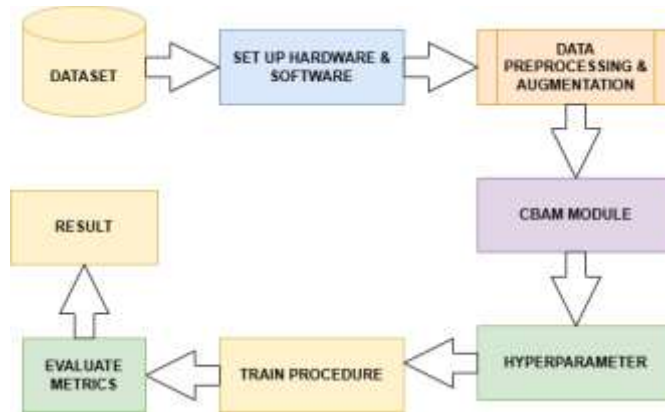 DATASET
SET UP HARDWARE &
SOFTWARE
DATA
PREPROCESSING &
AUGMENTATION
CBAM MODULE
HYPERPARAMETER
TRAIN PROCEDURE
EVALUATE
METRICS
RESULT